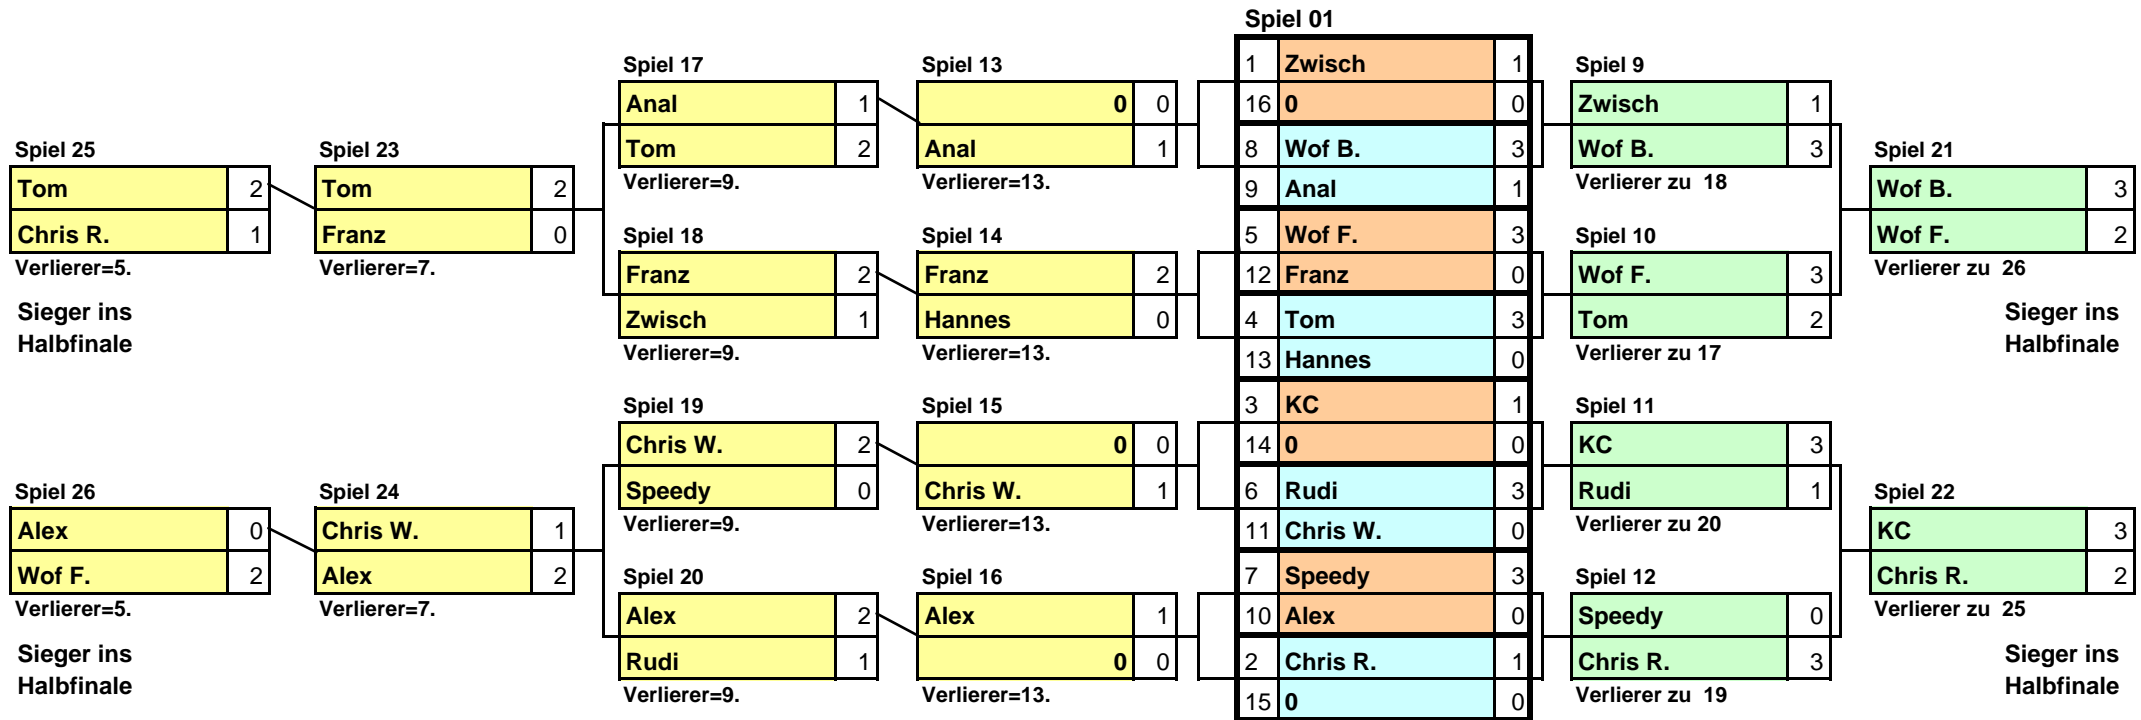 Spiel 01
1 Zwisch 1
16 0 0
8 Wof B. 3
9 Anal 1
5 Wof F. 3
12 Franz 0
4 Tom 3
13 Hannes 0
3 KC 1
14 0 0
6 Rudi 3
11 Chris W. 0
7 Speedy 3
10 Alex 0
2 Chris R. 1
15 0 0
Spiel 25
Tom 2
Chris R. 1
Verlierer=5.
Sieger ins
Halbfinale
Spiel 26
Alex 0
Wof F. 2
Verlierer=5.
Sieger ins
Halbfinale
Spiel 23
Tom 2
Franz 0
Verlierer=7.
Spiel 24
Chris W. 1
Alex 2
Verlierer=7.
Spiel 17
Anal 1
Tom 2
Verlierer=9.
Spiel 18
Franz 2
Zwisch 1
Verlierer=9.
Spiel 19
Chris W. 2
Speedy 0
Verlierer=9.
Spiel 20
Alex 2
Rudi 1
Verlierer=9.
Spiel 13
0 0
Anal 1
Verlierer=13.
Spiel 14
Franz 2
Hannes 0
Verlierer=13.
Spiel 15
0 0
Chris W. 1
Verlierer=13.
Spiel 16
Alex 1
0 0
Verlierer=13.
Spiel 9
Zwisch 1
Wof B. 3
Verlierer zu 18
Spiel 10
Wof F. 3
Tom 2
Verlierer zu 17
Spiel 11
KC 3
Rudi 1
Verlierer zu 20
Spiel 12
Speedy 0
Chris R. 3
Verlierer zu 19
Spiel 21
Wof B. 3
Wof F. 2
Verlierer zu 26
Sieger ins
Halbfinale
Spiel 22
KC 3
Chris R. 2
Verlierer zu 25
Sieger ins
Halbfinale